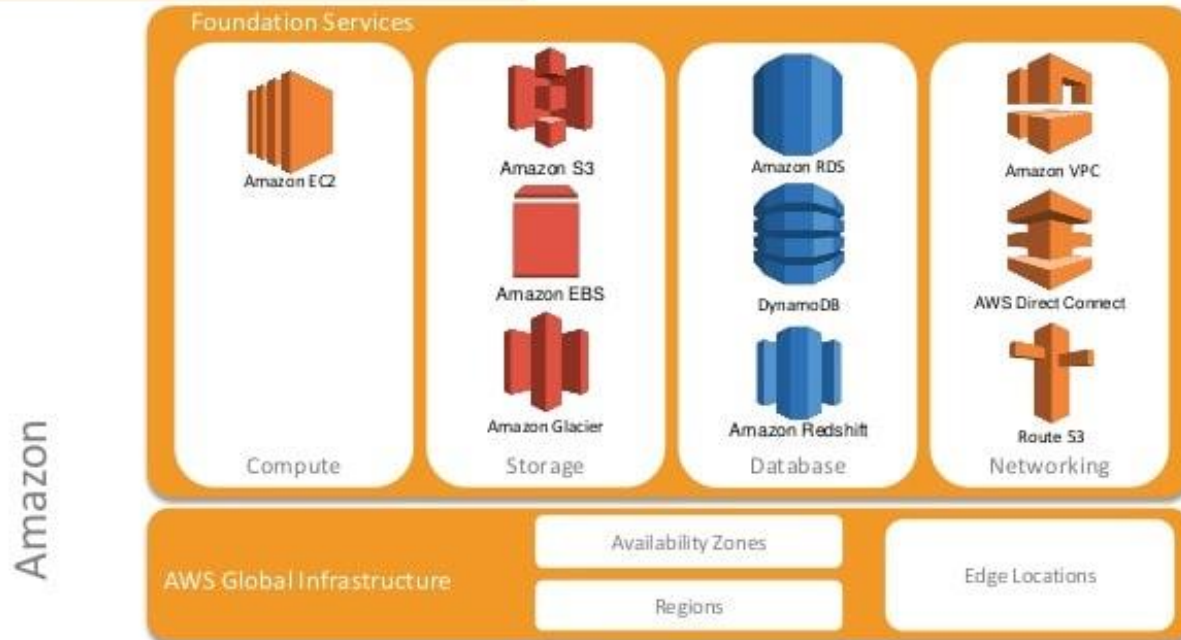 Foundation Services
Amazon EC2
Compute
Amazon S3
Amazon EBS
Amazon Glacier
Storage
Amazon RDS
DynamoDB
Amazon Redshift
Database
Amazon VPC
AWS Direct Connect
Route 53
Networking
Amazon
AWS Global Infrastructure
Availability Zones
Regions
Edge Locations